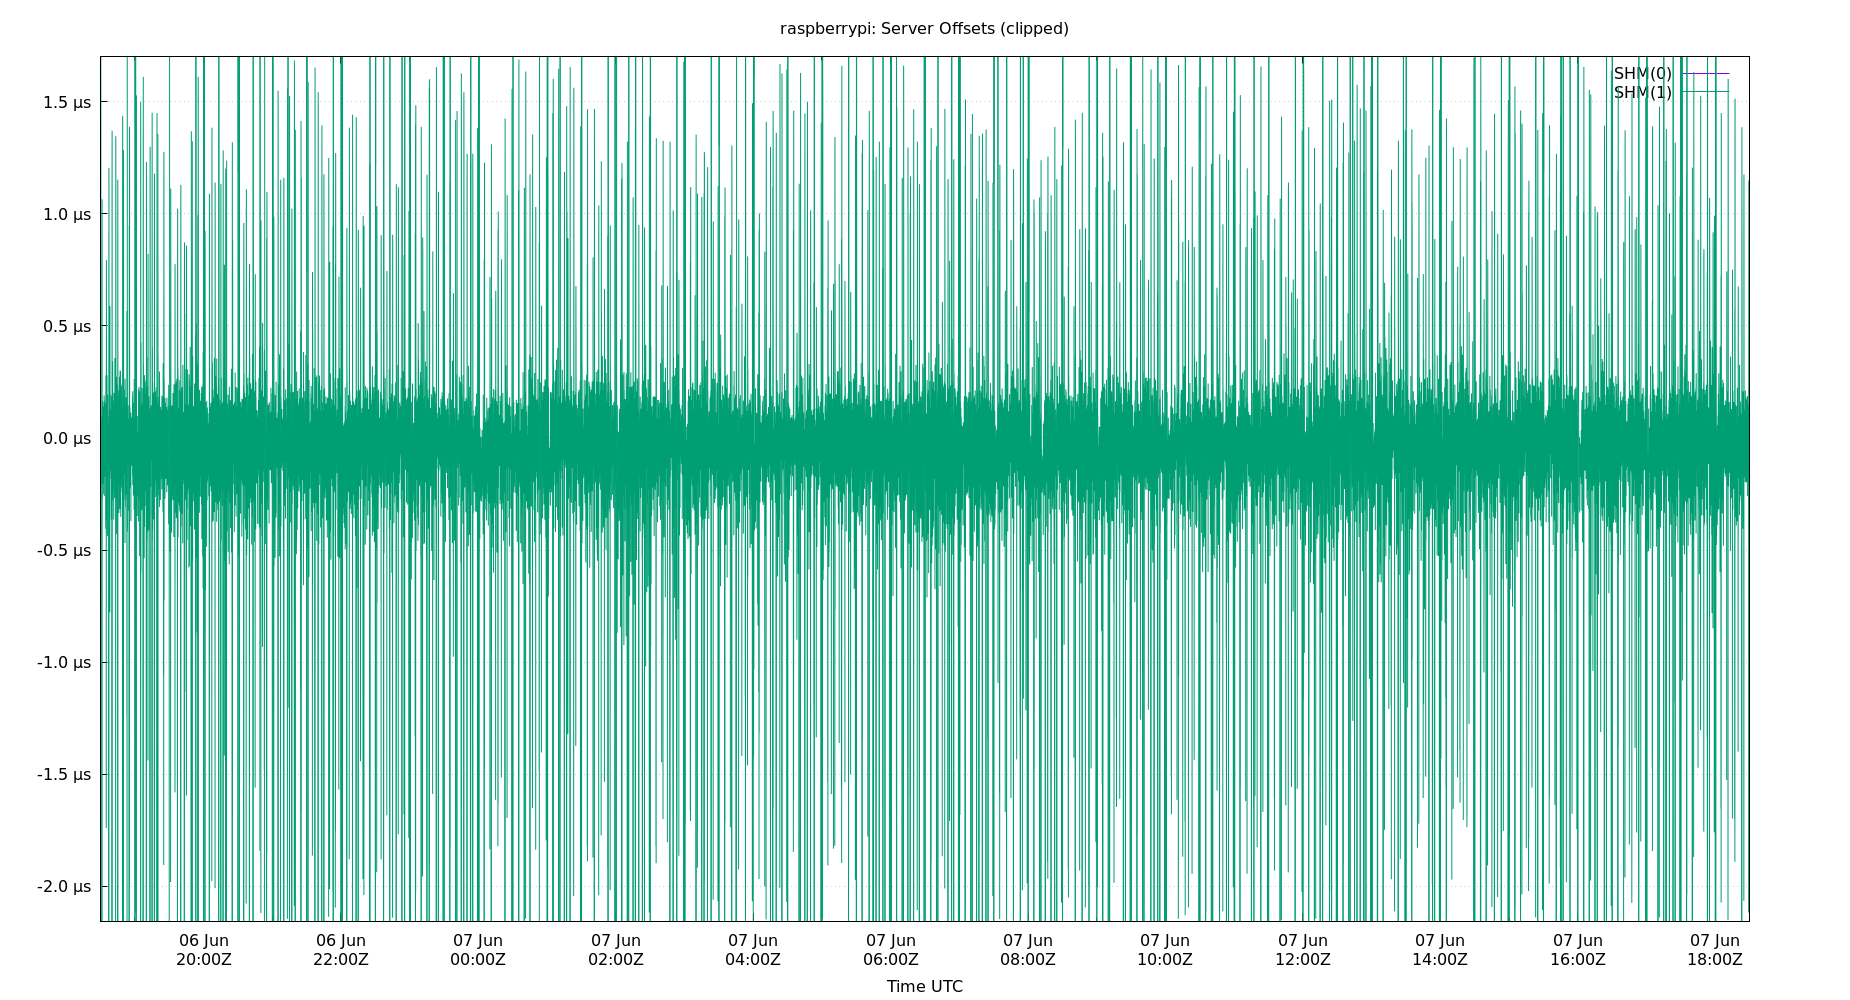 raspberrypi: Server Offsets (clipped)
SHM(0)
SHM(1)
1.5 µs
1.0 µs
0.5 µs
0.0 µs
-0.5 µs
-1.0 µs
-1.5 µs
-2.0 µs
06 Jun 06 Jun 07 Jun 07 Jun 07 Jun 07 Jun 07 Jun 07 Jun 07 Jun 07 Jun 07 Jun 07 Jun
20:00Z 22:00Z 00:00Z 02:00Z 04:00Z 06:00Z 08:00Z 10:00Z 12:00Z 14:00Z 16:00Z 18:00Z
Time UTC